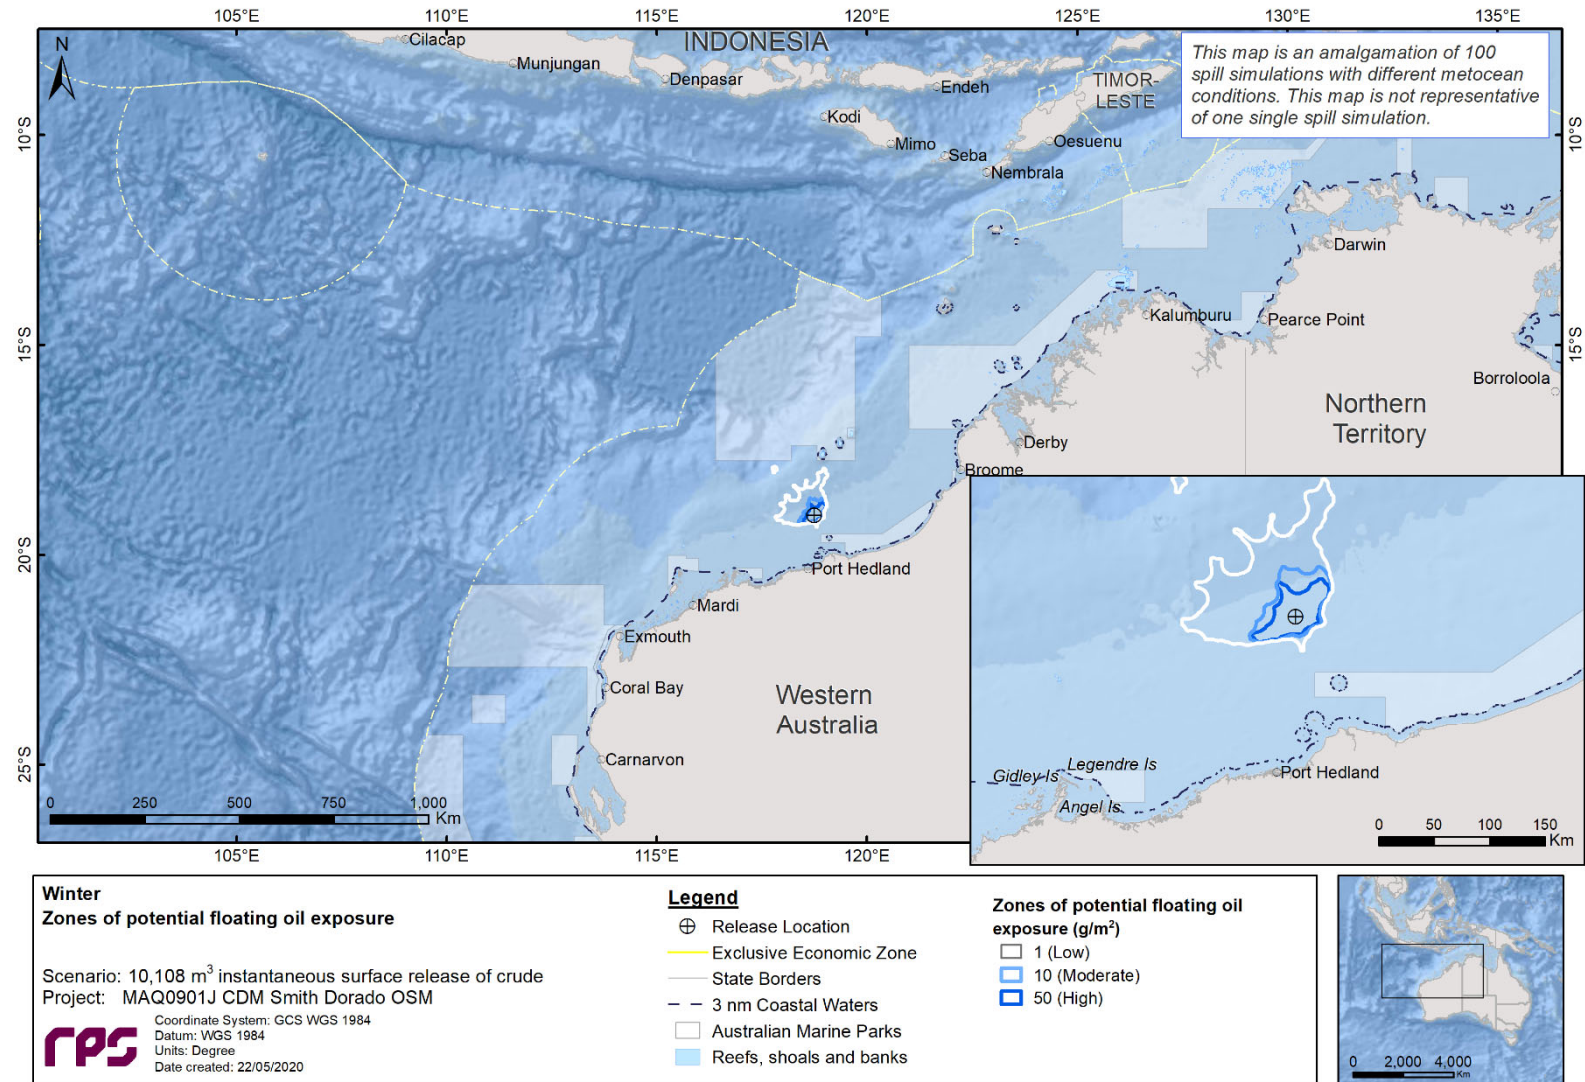 105°E 110°E 115°E 120°E 125°E 130°E 135°E
N
Cilacap
INDONESIA
Munjungan
Denpasar
Endeh
TIMOR-
LESTE
This map is an amalgamation of 100
spill simulations with different metocean
conditions. This map is not representative
of one single spill simulation.
10°S
10°S
Kodi
Mimo
Seba
Oesuenu
Nembrala
Darwin
Kalumburu
Pearce Point
15°S
15°S
Borroloola
Northern
Territory
Derby
Broome
20°S
Port Hedland
Mardi
Exmouth
Coral Bay
Western
Australia
Carnarvon
25°S
0 250 500 750 1,000
Km
105°E 110°E 115°E 120°E
Legendre Is
Gidley Is
Port Hedland
Angel Is
0 50 100 150
Km
Winter
Zones of potential floating oil exposure
Scenario: 10,108 m³ instantaneous surface release of crude
Project: MAQ0901J CDM Smith Dorado OSM
rps
Coordinate System: GCS WGS 1984
Datum: WGS 1984
Units: Degree
Date created: 22/05/2020
Legend
Release Location
Exclusive Economic Zone
State Borders
3 nm Coastal Waters
Australian Marine Parks
Reefs, shoals and banks
Zones of potential floating oil
exposure (g/m²)
1 (Low)
10 (Moderate)
50 (High)
0 2,000 4,000
Km